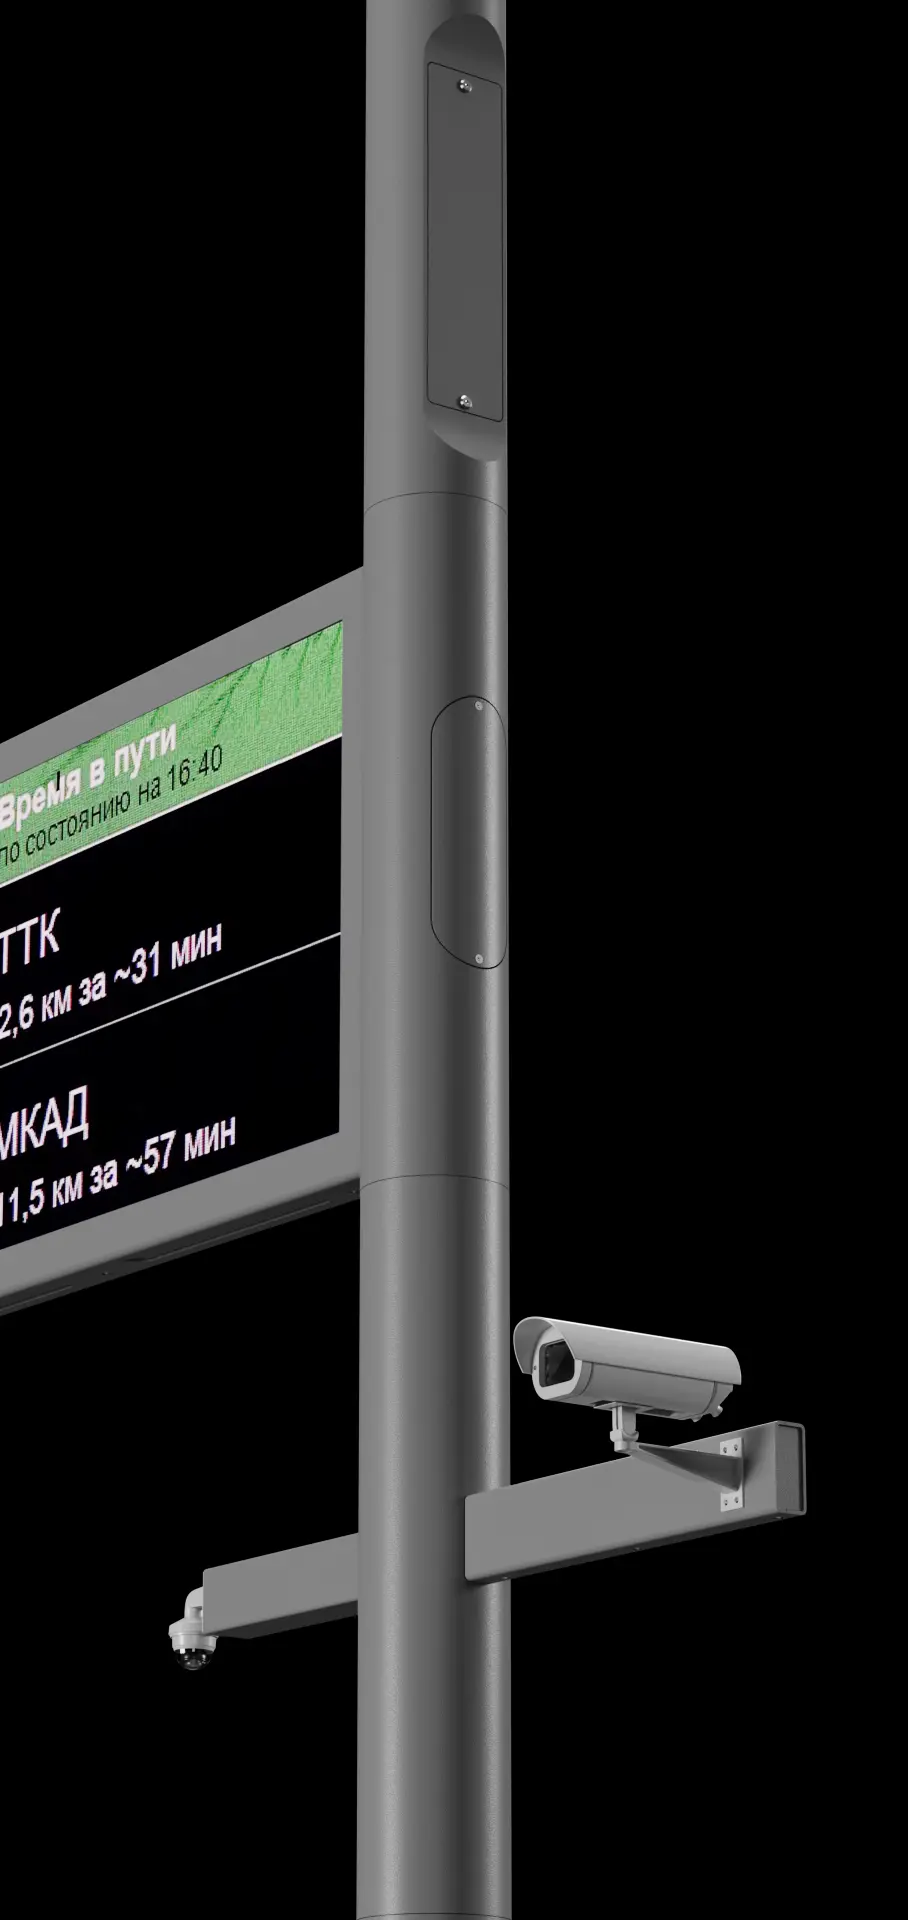 Время в пути
по состоянию на 16:40
ТТК
2,6 км за ~31 мин
МКАД
11,5 км за ~57 мин